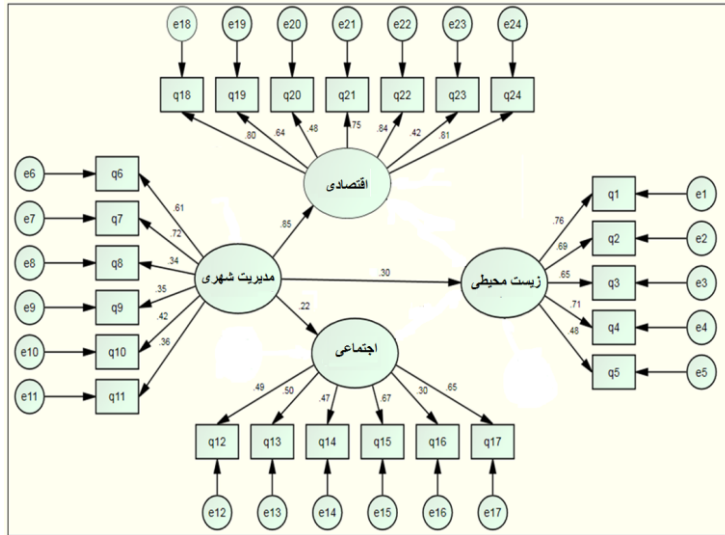 e18 e19 e20 e21 e22 e23 e24
q18 q19 q20 q21 q22 q23 q24
.80 .64 .48 .75 .84 .42 .81
اقتصادی
e6 q6
e7 q7
e8 q8
e9 q9
e10 q10
e11 q11
.61
.72
.34
.35
.42
.36
مدیریت شهری
.85
.30
.22
زیست محیطی
.76
.69
.65
.71
.48
q1 e1
q2 e2
q3 e3
q4 e4
q5 e5
اجتماعی
.49 .50 .47 .67 .30 .65
q12 q13 q14 q15 q16 q17
e12 e13 e14 e15 e16 e17